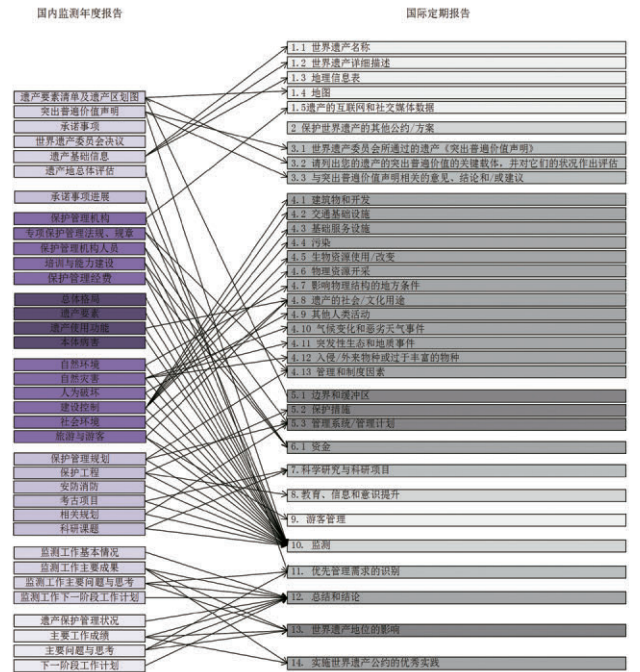 国内监测年度报告
国际定期报告
遗产要素清单及遗产区划图
突出普遍价值声明
承诺事项
世界遗产委员会决议
遗产基础信息
遗产地总体评估
承诺事项进展
保护管理机构
专项保护管理法规、规章
保护管理机构人员
培训与能力建设
保护管理经费
总体格局
遗产要素
遗产使用功能
本体病害
自然环境
自然灾害
人为破坏
建设控制
社会环境
旅游与游客
保护管理规划
保护工程
安防消防
考古项目
相关规划
科研课题
监测工作基本情况
监测工作主要成果
监测工作主要问题与思考
监测工作下一阶段工作计划
遗产保护管理状况
主要工作成绩
主要问题与思考
下一阶段工作计划
1.1 世界遗产名称
1.2 世界遗产详细描述
1.3 地理信息表
1.4 地图
1.5遗产的互联网和社交媒体数据
2 保护世界遗产的其他公约/方案
3.1 世界遗产委员会所通过的遗产《突出普遍价值声明》
3.2 请列出您的遗产的突出普遍价值的关键载体，并对它们的状况作出评估
3.3 与突出普遍价值声明相关的意见、结论和/或建议
4.1 建筑物和开发
4.2 交通基础设施
4.3 基础服务设施
4.4 污染
4.5 生物资源使用/改变
4.6 物理资源开采
4.7 影响物理结构的地方条件
4.8 遗产的社会/文化用途
4.9 其他人类活动
4.10 气候变化和恶劣天气事件
4.11 突发性生态和地质事件
4.12 入侵/外来物种或过于丰富的物种
4.13 管理和制度因素
5.1 边界和缓冲区
5.2 保护措施
5.3 管理系统/管理计划
6.1 资金
7.科学研究与科研项目
8.教育、信息和意识提升
9. 游客管理
10. 监测
11. 优先管理需求的识别
12. 总结和结论
13. 世界遗产地位的影响
14. 实施世界遗产公约的优秀实践